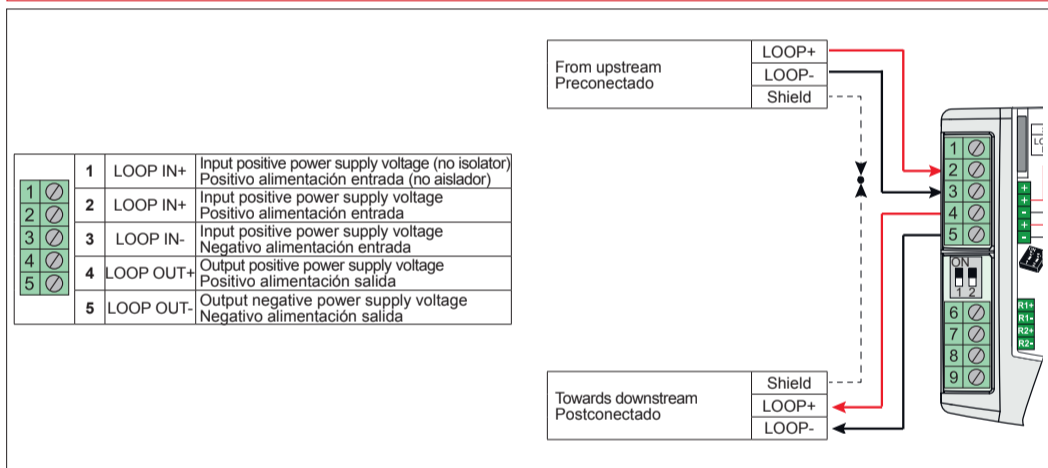 From upstream
Preconectado
LOOP+
LOOP-
Shield
1 LOOP IN+ Input positive power supply voltage (no isolator)
Positivo alimentación entrada (no aislador)
2 LOOP IN+ Input positive power supply voltage
Positivo alimentación entrada
3 LOOP IN- Input positive power supply voltage
Negativo alimentación entrada
4 LOOP OUT+ Output positive power supply voltage
Positivo alimentación salida
5 LOOP OUT- Output negative power supply voltage
Negativo alimentación salida
1
2
3
4
5
Towards downstream
Postconectado
Shield
LOOP+
LOOP-
1
2
3
4
5
ON
1 2
6
7
8
9
+
+
-
+
-
R1+
R1-
R2+
R2-